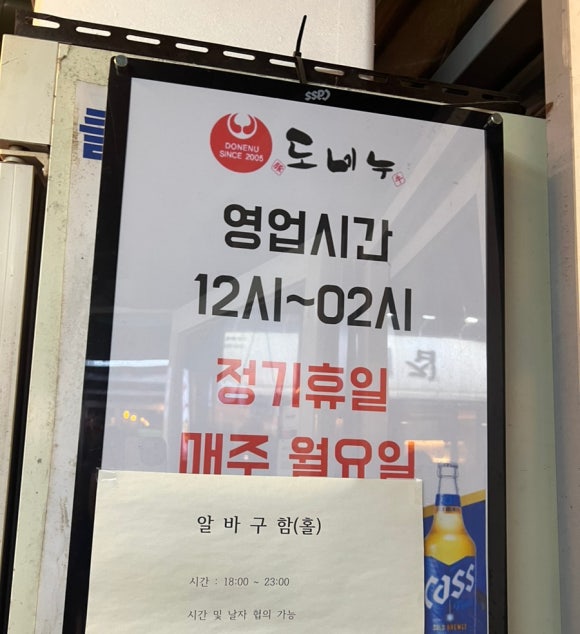 Cass
DONENU
SINCE 2005
도베누
영업시간
12시~02시
정기휴일
매주 월요일
알바구함(홀)
시간 : 18:00 ~ 23:00
시간 및 날자 협의 가능
Cass